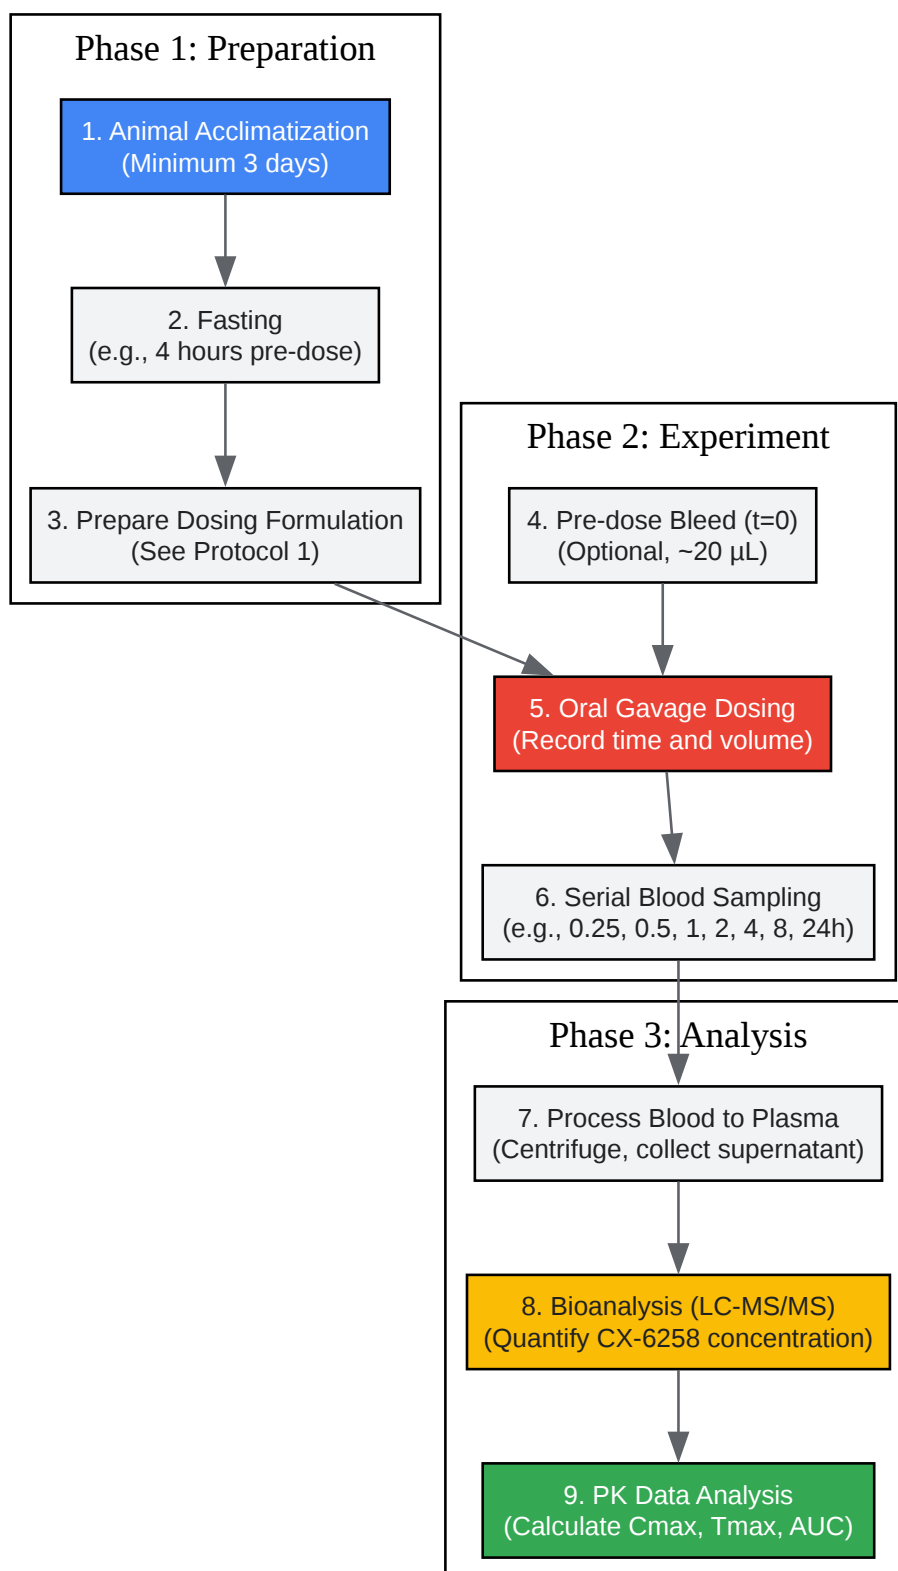 Phase 1: Preparation
1. Animal Acclimatization
(Minimum 3 days)
2. Fasting
(e.g., 4 hours pre-dose)
3. Prepare Dosing Formulation
(See Protocol 1)
Phase 2: Experiment
4. Pre-dose Bleed (t=0)
(Optional, ~20 µL)
5. Oral Gavage Dosing
(Record time and volume)
6. Serial Blood Sampling
(e.g., 0.25, 0.5, 1, 2, 4, 8, 24h)
Phase 3: Analysis
7. Process Blood to Plasma
(Centrifuge, collect supernatant)
8. Bioanalysis (LC-MS/MS)
(Quantify CX-6258 concentration)
9. PK Data Analysis
(Calculate Cmax, Tmax, AUC)